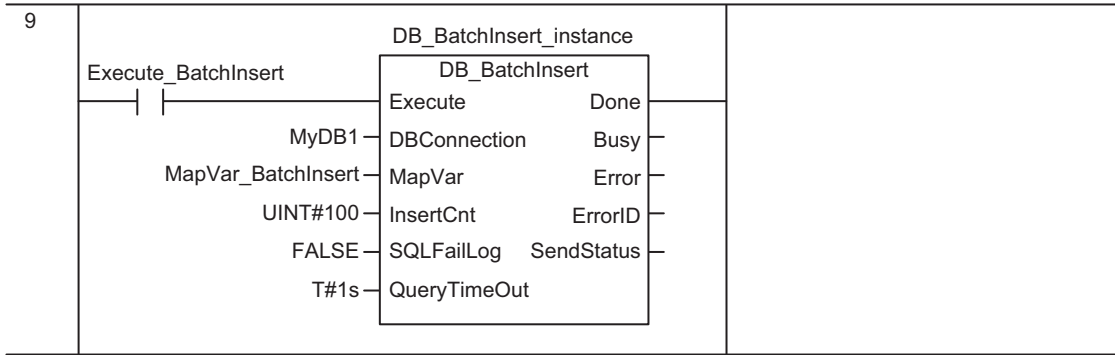 9
DB_BatchInsert_instance
DB_BatchInsert
Execute_BatchInsert
Execute Done
MyDB1 DBConnection Busy
MapVar_BatchInsert MapVar Error
UINT#100 InsertCnt ErrorID
FALSE SQLFailLog SendStatus
T#1s QueryTimeOut